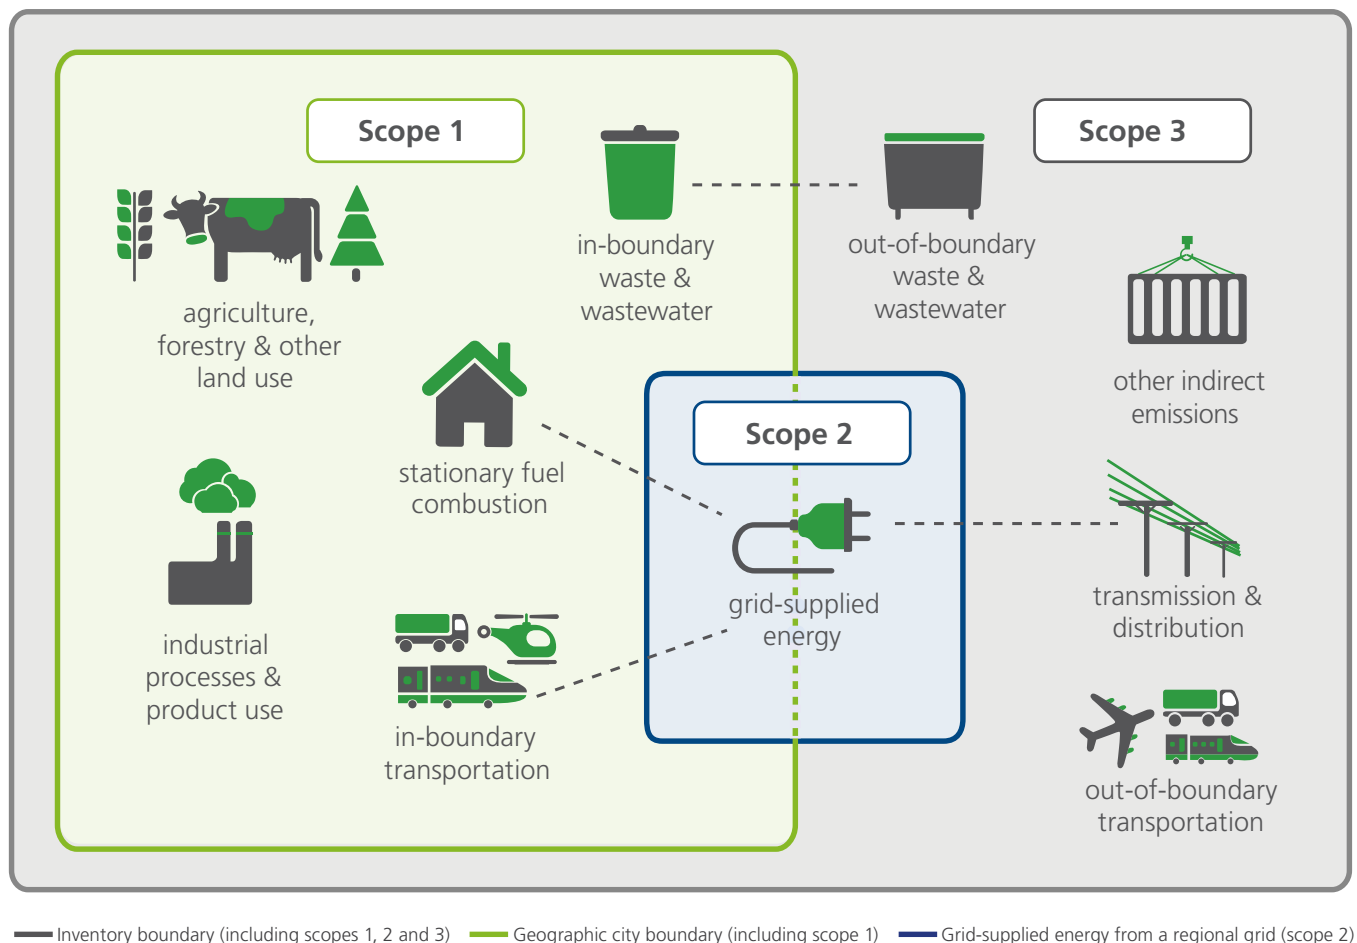 Scope 1
Scope 3
in-boundary
waste &
wastewater
out-of-boundary
waste &
wastewater
agriculture,
forestry & other
land use
other indirect
emissions
Scope 2
stationary fuel
combustion
grid-supplied
energy
transmission &
distribution
industrial
processes &
product use
in-boundary
transportation
out-of-boundary
transportation
Inventory boundary (including scopes 1, 2 and 3)
Geographic city boundary (including scope 1)
Grid-supplied energy from a regional grid (scope 2)